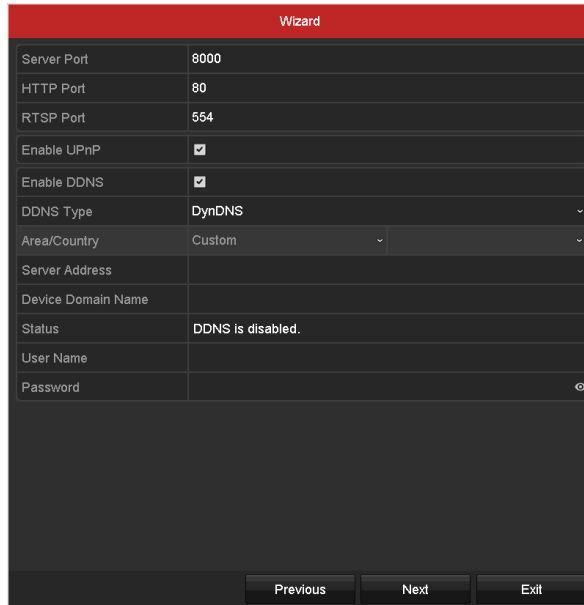 Wizard
Server Port 8000
HTTP Port 80
RTSP Port 554
Enable UPnP
Enable DDNS
DDNS Type DynDNS
Area/Country Custom
Server Address
Device Domain Name
Status DDNS is disabled.
User Name
Password
Previous Next Exit